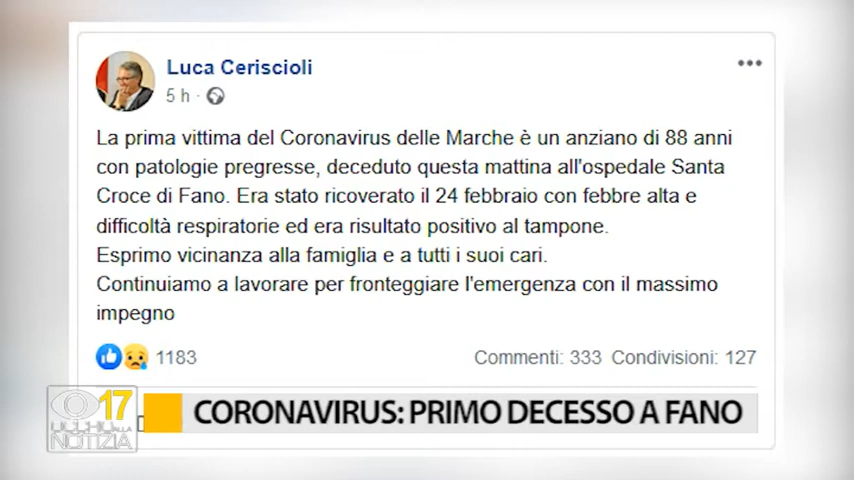 Luca Ceriscioli
5 h ·
La prima vittima del Coronavirus delle Marche è un anziano di 88 anni
con patologie pregresse, deceduto questa mattina all'ospedale Santa
Croce di Fano. Era stato ricoverato il 24 febbraio con febbre alta e
difficoltà respiratorie ed era risultato positivo al tampone.
Esprimo vicinanza alla famiglia e a tutti i suoi cari.
Continuiamo a lavorare per fronteggiare l'emergenza con il massimo
impegno
1183
Commenti: 333 Condivisioni: 127
17
OCCHIO ALLA
NOTIZIA
CORONAVIRUS: PRIMO DECESSO A FANO